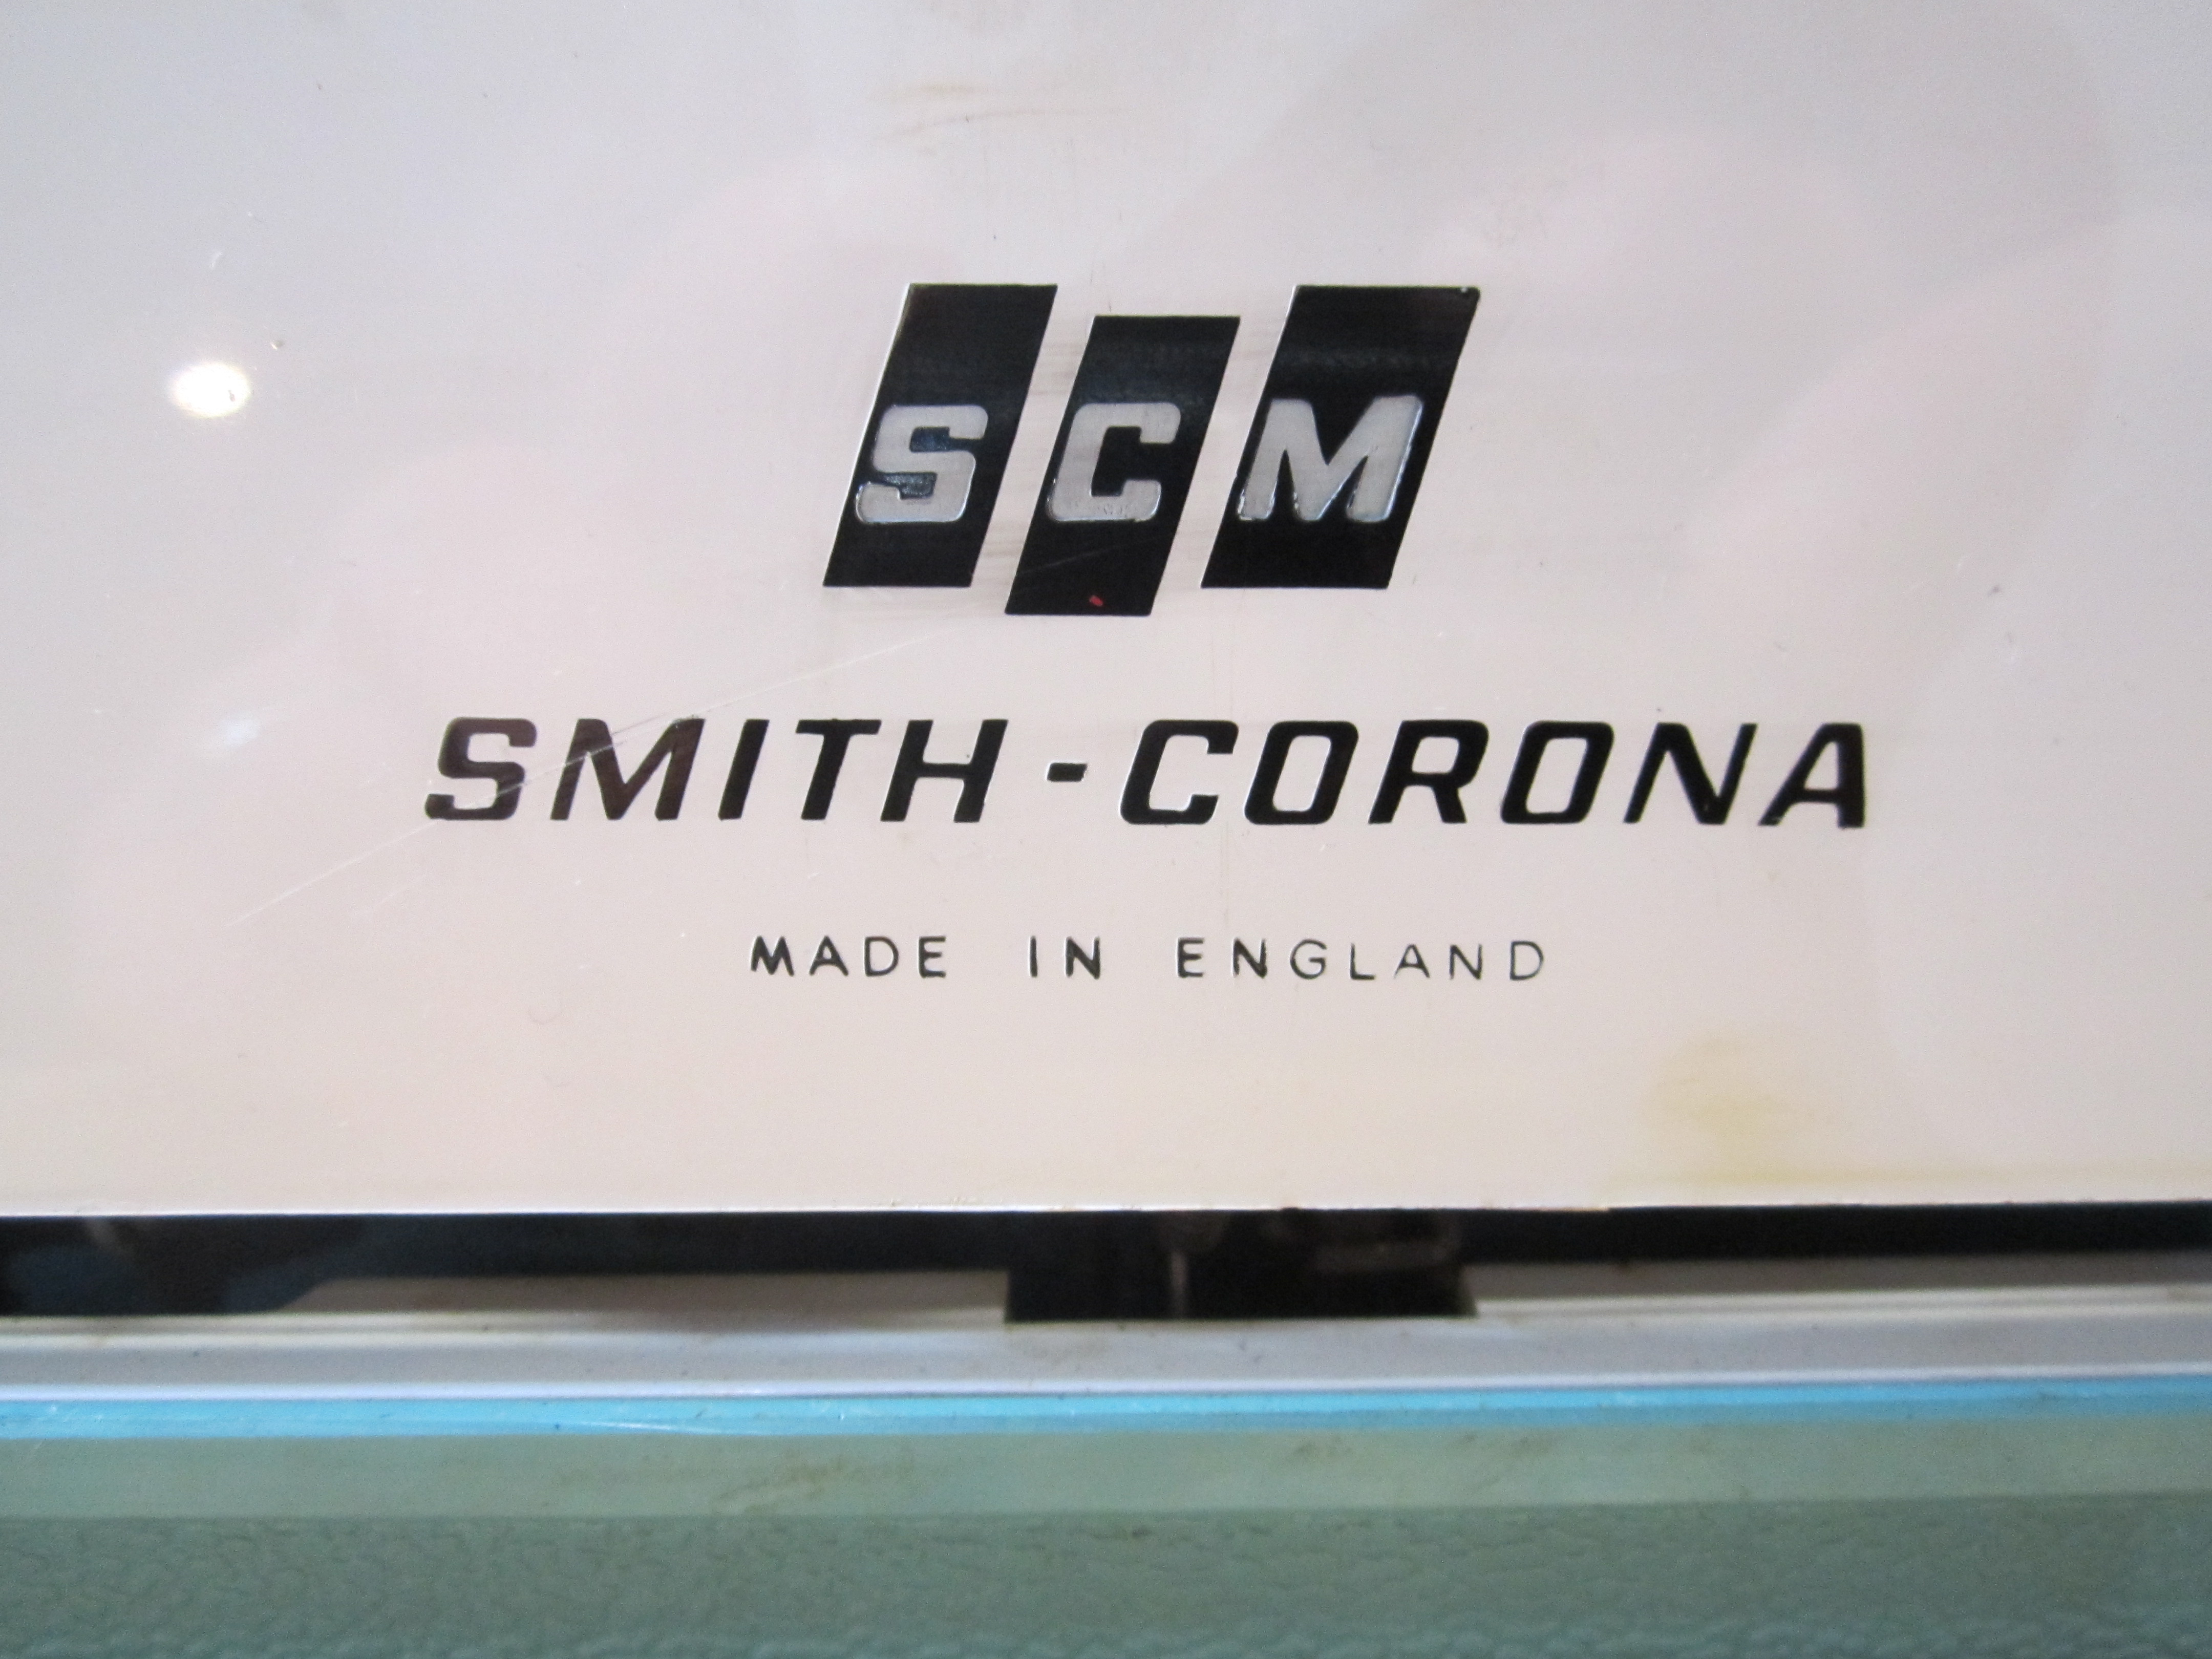 SCM
SMITH-CORONA
MADE IN ENGLAND